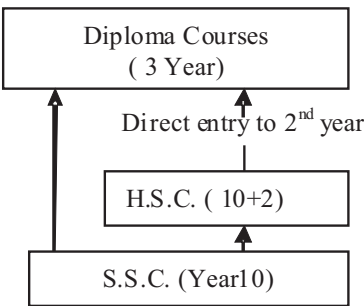 Diploma Courses
( 3 Year)
Direct entry to 2nd year
H.S.C. ( 10+2)
S.S.C. (Year10)